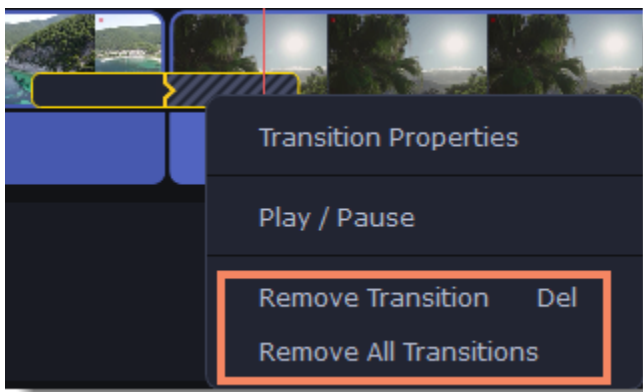 Transition Properties
Play / Pause
Remove Transition Del
Remove All Transitions